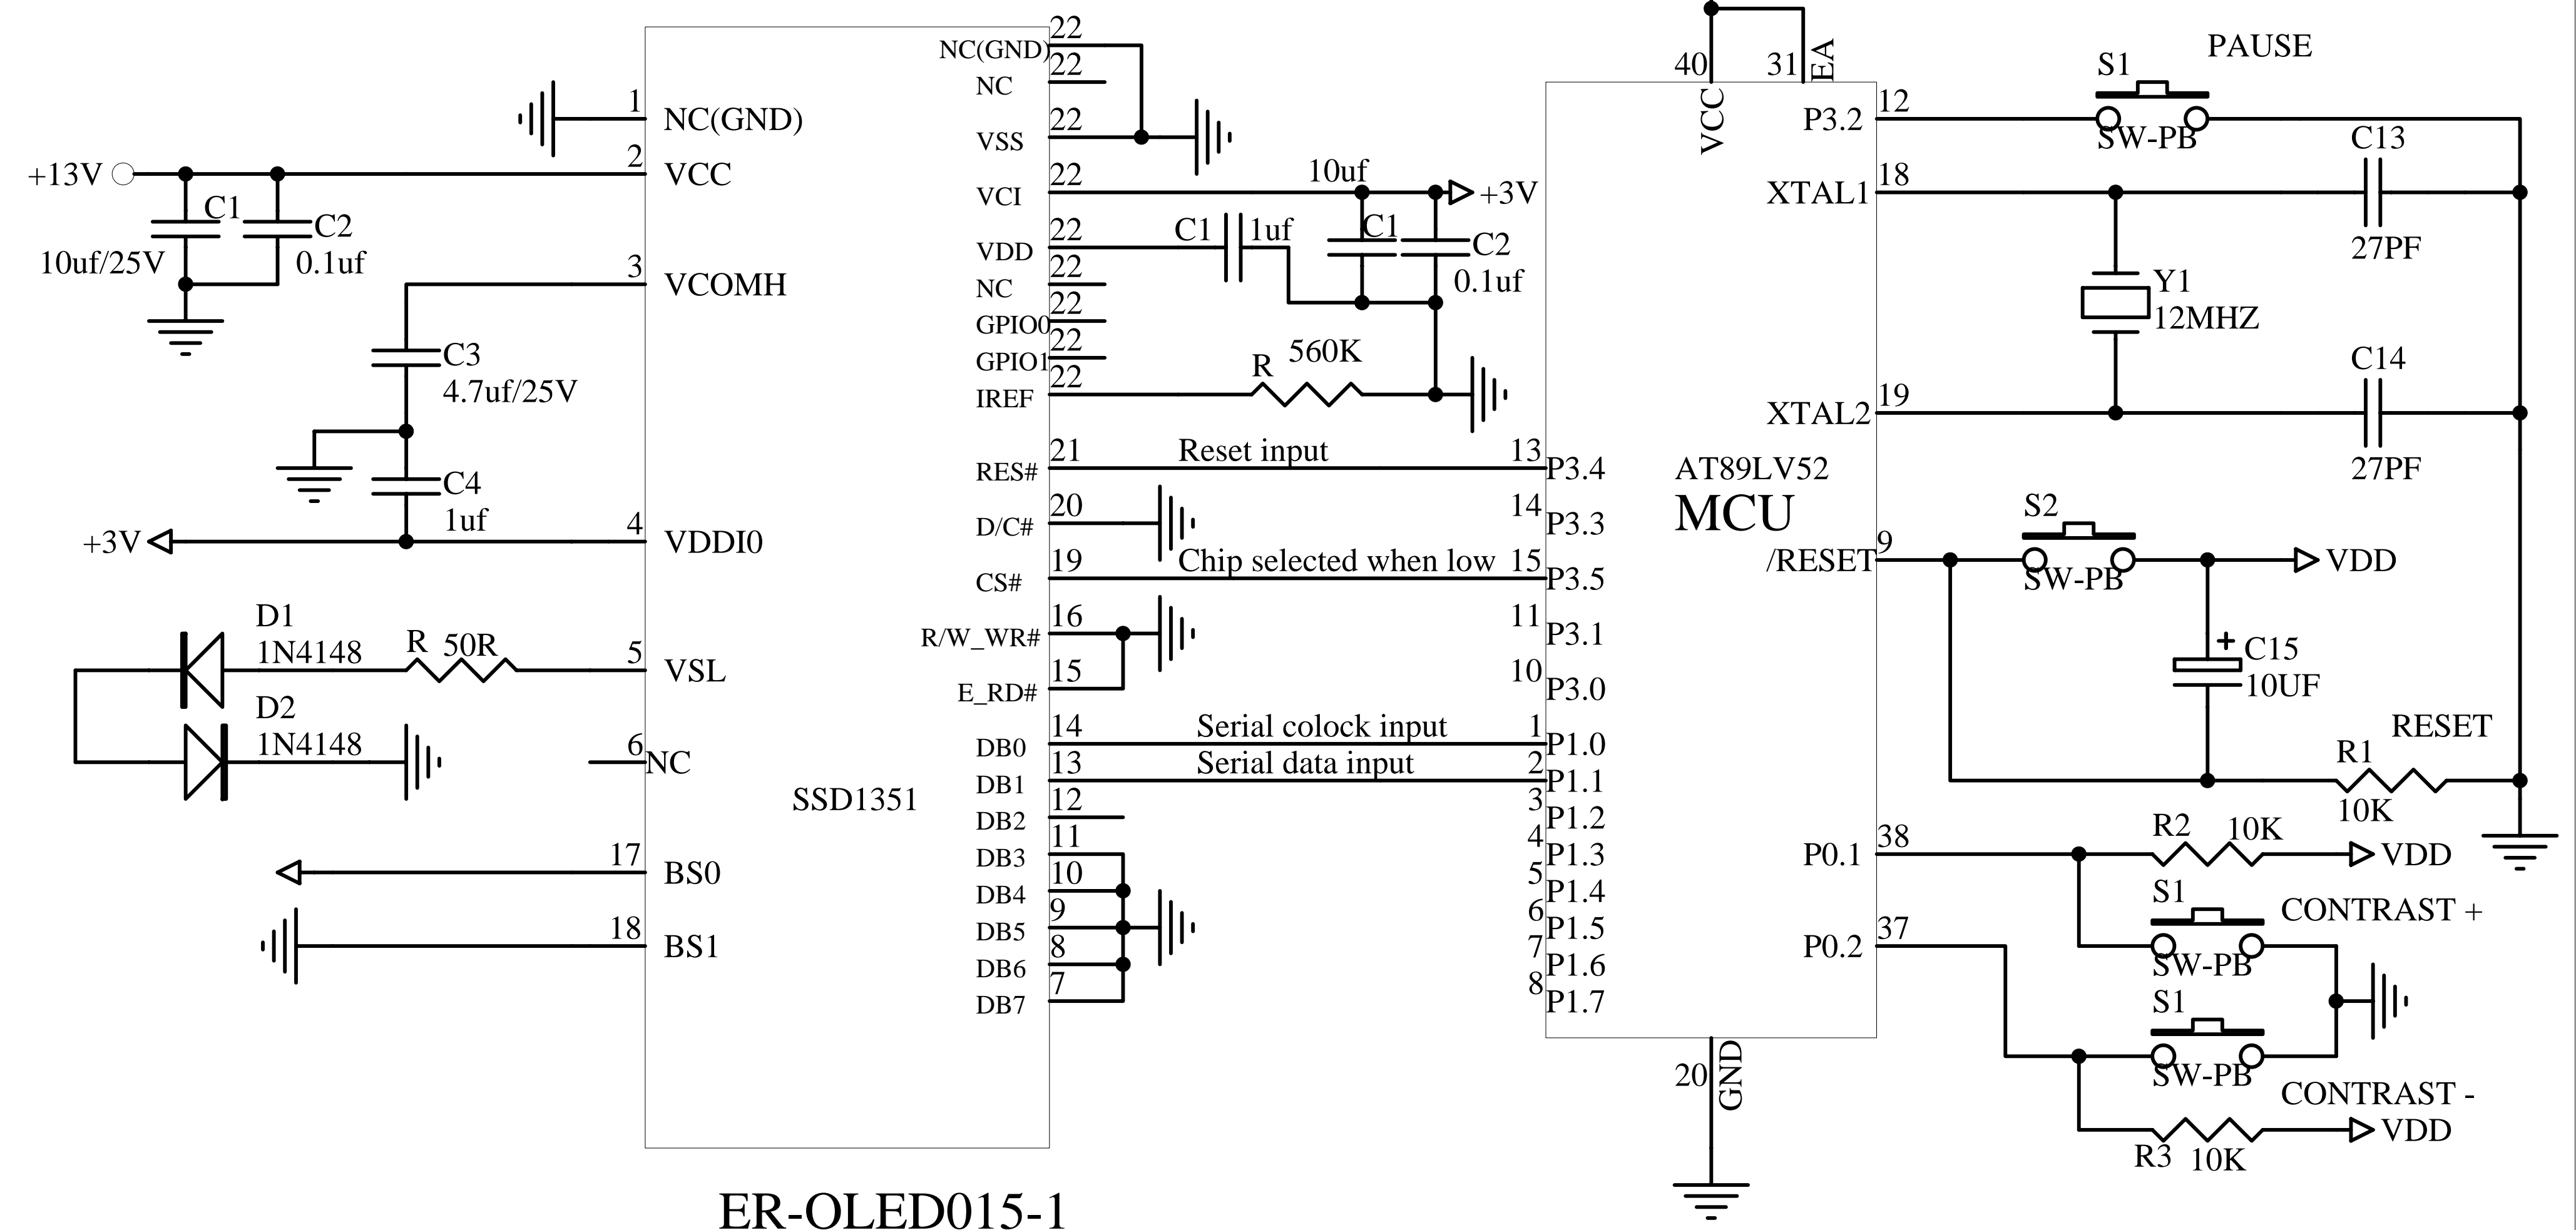 1
NC(GND)
+13V
2
VCC
C1
10uf/25V
C2
0.1uf
3
VCOMH
C3
4.7uf/25V
C4
1uf
+3V
4
VDDI0
D1
1N4148
R 50R
5
VSL
D2
1N4148
6
NC
SSD1351
17
BS0
18
BS1
NC(GND)
22
NC
22
VSS
22
VCI
22
VDD
22
NC
22
GPIO0
22
GPIO1
22
IREF
22
10uf
+3V
C1
1uf
C1
C2
0.1uf
R 560K
RES#
21
Reset input
13
P3.4
D/C#
20
14
P3.3
CS#
19
Chip selected when low
15
P3.5
R/W_WR#
16
11
P3.1
E_RD#
15
10
P3.0
DB0
14
Serial colock input
1
P1.0
DB1
13
Serial data input
2
P1.1
DB2
12
3
P1.2
DB3
11
4
P1.3
DB4
10
5
P1.4
DB5
9
6
P1.5
DB6
8
7
P1.6
DB7
7
8
P1.7
ER-OLED015-1
40
VCC
31
EA
AT89LV52
MCU
20
GND
P3.2
12
S1
PAUSE
SW-PB
XTAL1
18
C13
27PF
Y1
12MHZ
XTAL2
19
C14
27PF
/RESET
9
S2
SW-PB
VDD
C15
+
10UF
RESET
R1
10K
P0.1
38
R2 10K
VDD
S1
CONTRAST +
SW-PB
P0.2
37
S1
SW-PB
CONTRAST -
VDD
R3 10K